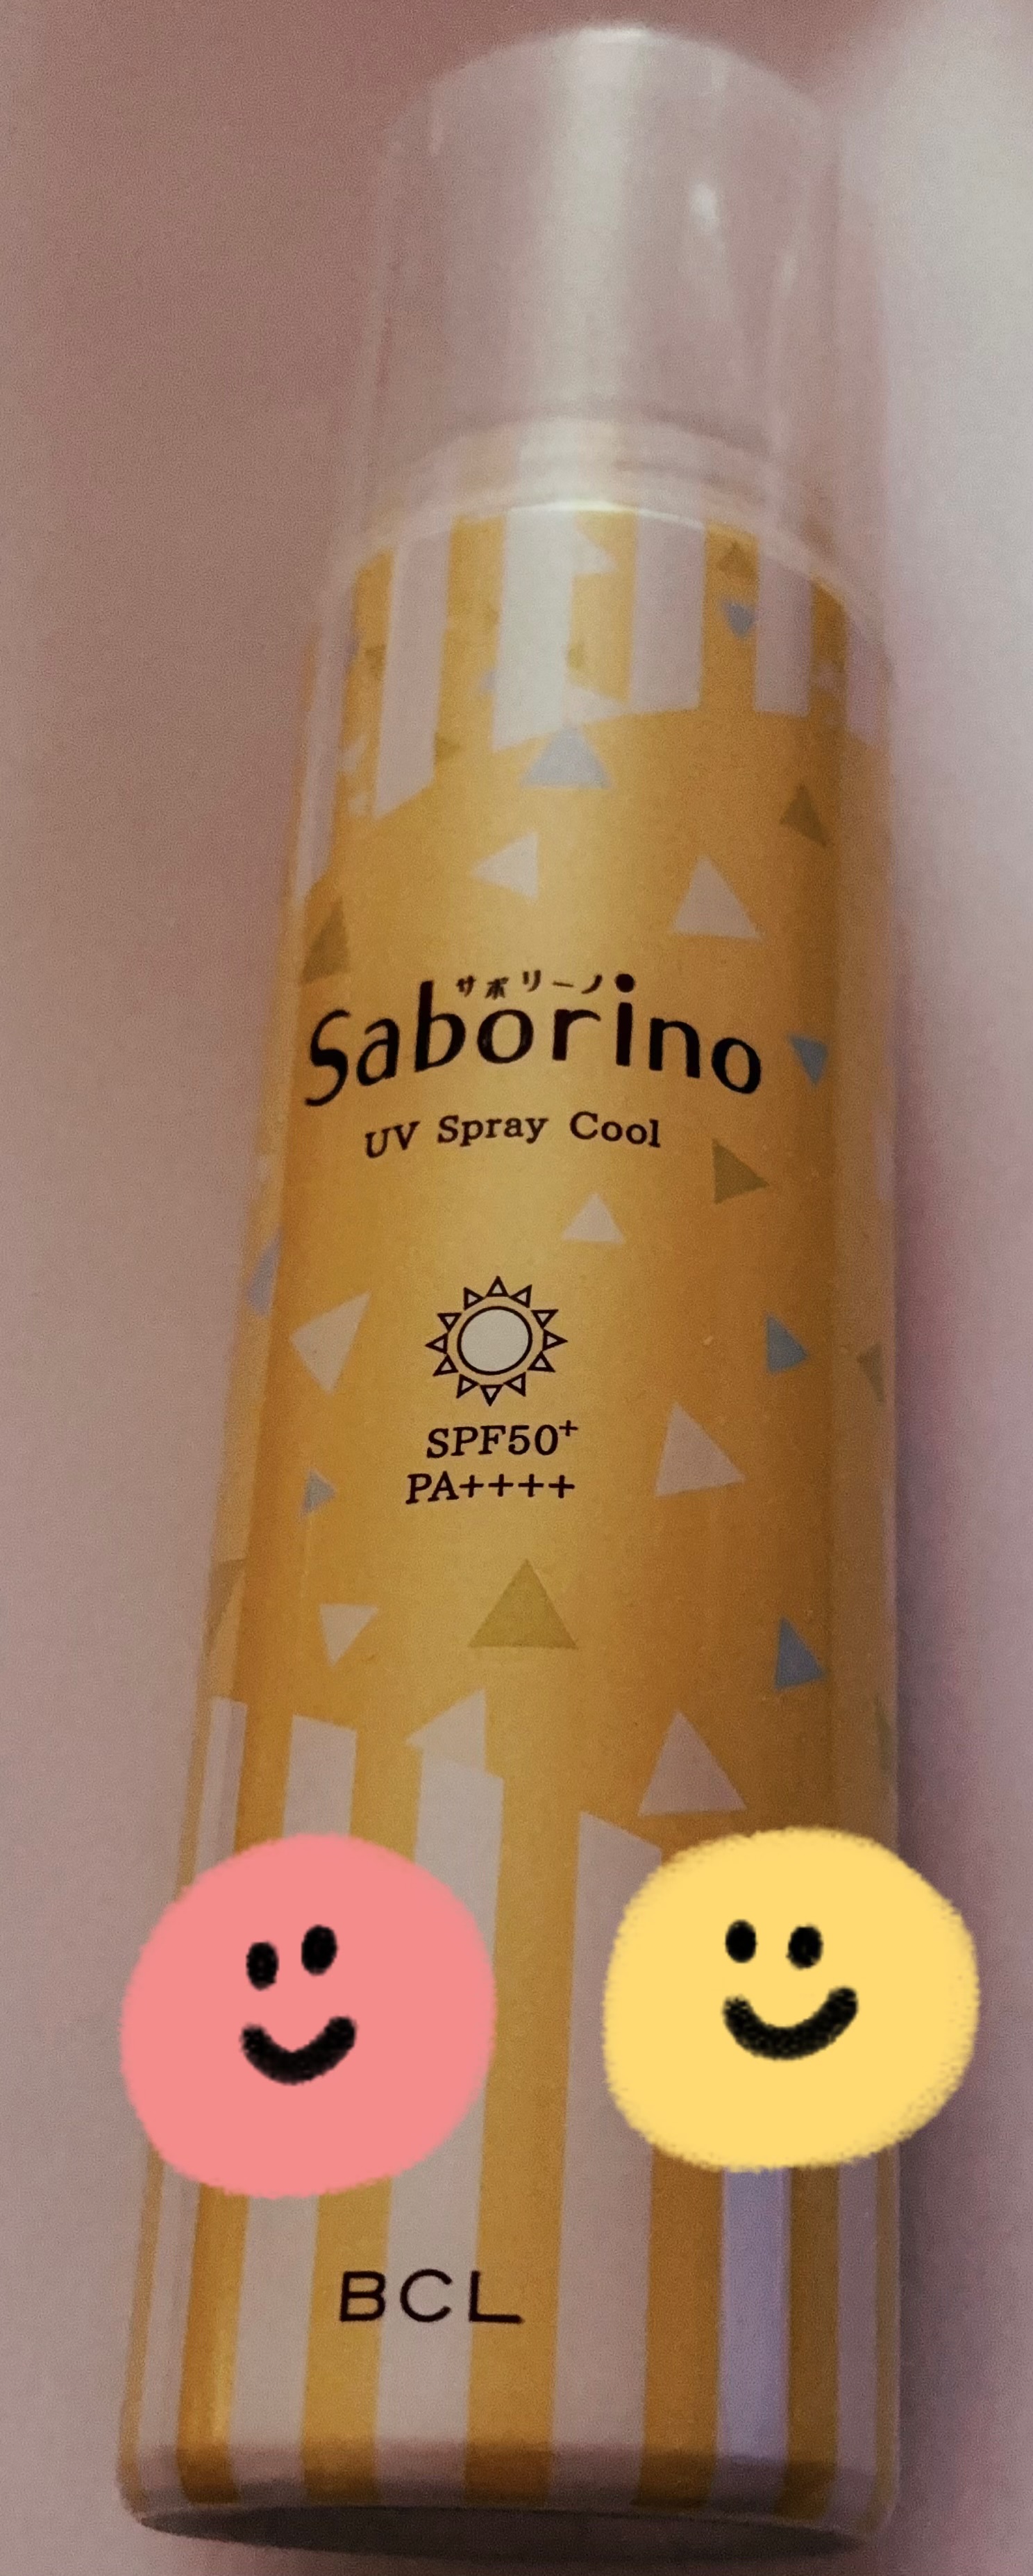 サボリーノ
Saborino
UV Spray Cool
SPF50+
PA++++
BCL